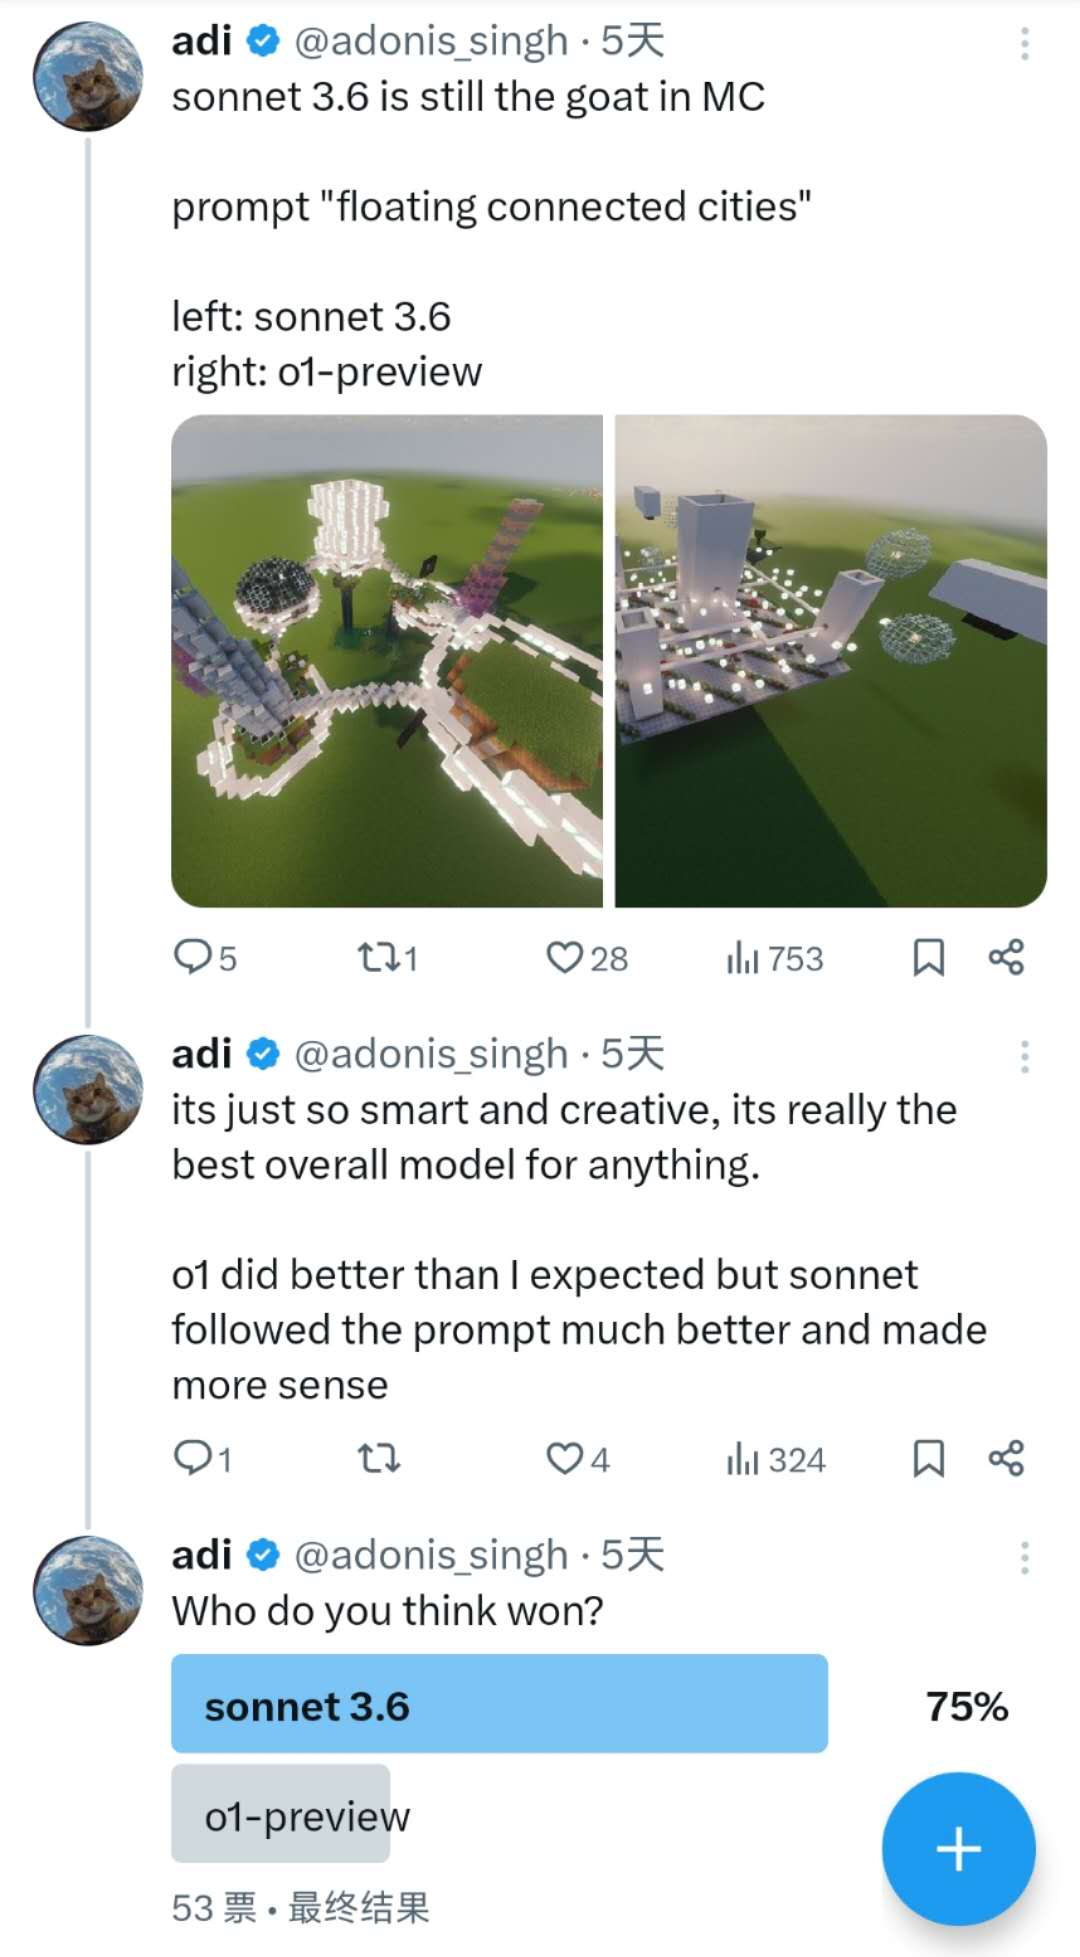 adi @adonis_singh · 5天
sonnet 3.6 is still the goat in MC
prompt "floating connected cities"
left: sonnet 3.6
right: o1-preview
5 1 28 753
adi @adonis_singh · 5天
its just so smart and creative, its really the
best overall model for anything.
o1 did better than I expected but sonnet
followed the prompt much better and made
more sense
1 4 324
adi @adonis_singh · 5天
Who do you think won?
sonnet 3.6 75%
o1-preview
53 票 • 最终结果